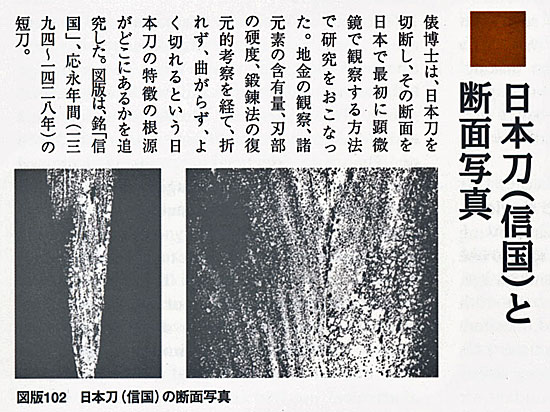 日本刀（信国）と
断面写真
俵博士は、日本刀を
切断し、その断面を
日本で最初に顕微
鏡で観察する方法
で研究をおこなっ
た。地金の観察、諸
元素の含有量、刃部
の硬度、鍛錬法の復
元的考察を経て、折
れず、曲がらず、よ
く切れるという日
本刀の特徴の根源
がどこにあるかを追
究した。図版は、銘「信
国」、応永年間（一三
九四～一四二八年）の
短刀。
図版102　日本刀（信国）の断面写真